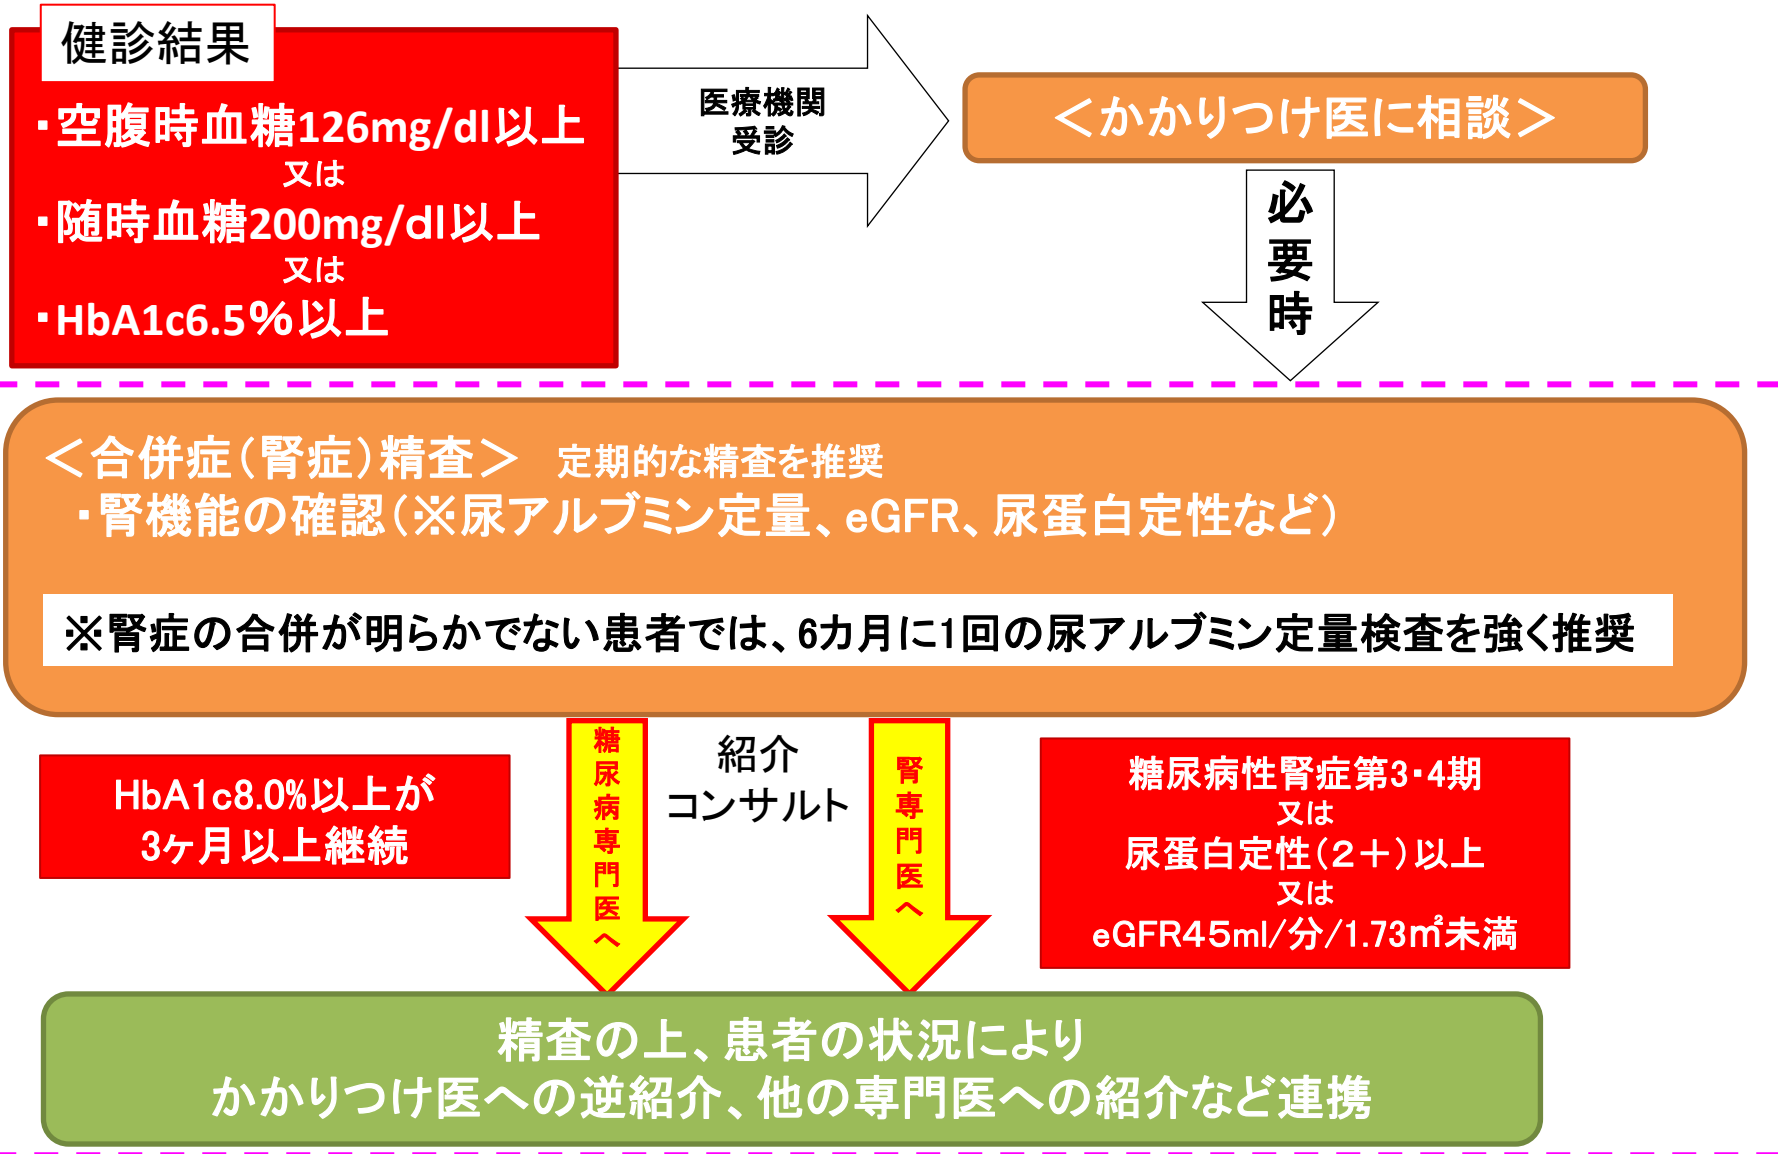 健診結果
・空腹時血糖126mg/dl以上
又は
・随時血糖200mg/dl以上
又は
・HbA1c6.5%以上
医療機関
受診
＜かかりつけ医に相談＞
必要時
＜合併症（腎症）精査＞　定期的な精査を推奨
・腎機能の確認（※尿アルブミン定量、eGFR、尿蛋白定性など）
※腎症の合併が明らかでない患者では、6カ月に1回の尿アルブミン定量検査を強く推奨
HbA1c8.0%以上が
3ヶ月以上継続
糖尿病専門医へ
紹介
コンサルト
腎専門医へ
糖尿病性腎症第3・4期
又は
尿蛋白定性（2＋）以上
又は
eGFR45ml/分/1.73㎡未満
精査の上、患者の状況により
かかりつけ医への逆紹介、他の専門医への紹介など連携